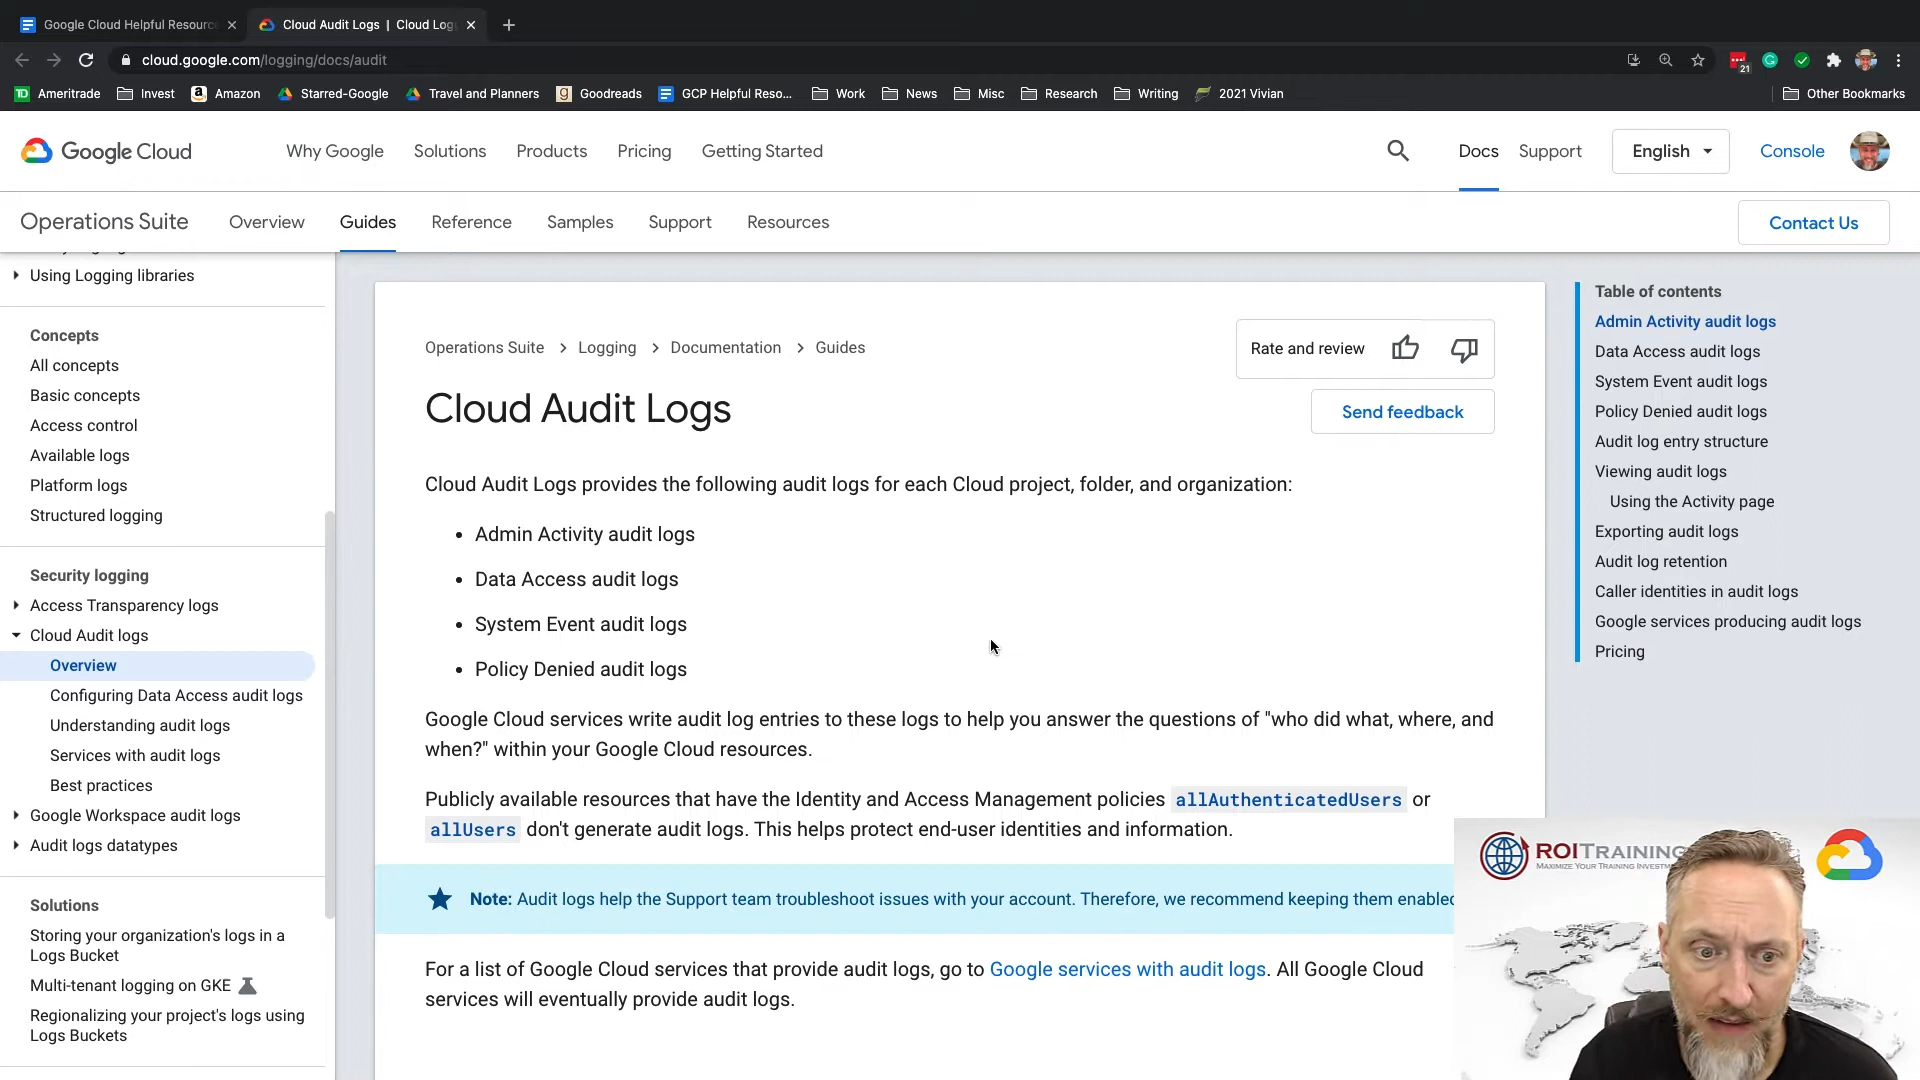 Google Cloud Helpful Resourc
Cloud Audit Logs | Cloud Log
cloud.google.com/logging/docs/audit
21
Ameritrade
Invest
Amazon
Starred-Google
Travel and Planners
Goodreads
GCP Helpful Reso...
Work
News
Misc
Research
Writing
2021 Vivian
Other Bookmarks
Google Cloud
Why Google
Solutions
Products
Pricing
Getting Started
Docs
Support
English
Console
Operations Suite
Overview
Guides
Reference
Samples
Support
Resources
Contact Us
Using Logging libraries
Concepts
All concepts
Basic concepts
Access control
Available logs
Platform logs
Structured logging
Security logging
Access Transparency logs
Cloud Audit logs
Overview
Configuring Data Access audit logs
Understanding audit logs
Services with audit logs
Best practices
Google Workspace audit logs
Audit logs datatypes
Solutions
Storing your organization's logs in a
Logs Bucket
Multi-tenant logging on GKE
Regionalizing your project's logs using
Logs Buckets
Operations Suite > Logging > Documentation > Guides
Rate and review
Cloud Audit Logs
Send feedback
Cloud Audit Logs provides the following audit logs for each Cloud project, folder, and organization:
• Admin Activity audit logs
• Data Access audit logs
• System Event audit logs
• Policy Denied audit logs
Google Cloud services write audit log entries to these logs to help you answer the questions of "who did what, where, and
when?" within your Google Cloud resources.
Publicly available resources that have the Identity and Access Management policies allAuthenticatedUsers or
allUsers don't generate audit logs. This helps protect end-user identities and information.
Note: Audit logs help the Support team troubleshoot issues with your account. Therefore, we recommend keeping them enabled
For a list of Google Cloud services that provide audit logs, go to Google services with audit logs. All Google Cloud
services will eventually provide audit logs.
Table of contents
Admin Activity audit logs
Data Access audit logs
System Event audit logs
Policy Denied audit logs
Audit log entry structure
Viewing audit logs
Using the Activity page
Exporting audit logs
Audit log retention
Caller identities in audit logs
Google services producing audit logs
Pricing
ROITRAINING
MAXIMIZE YOUR TRAINING